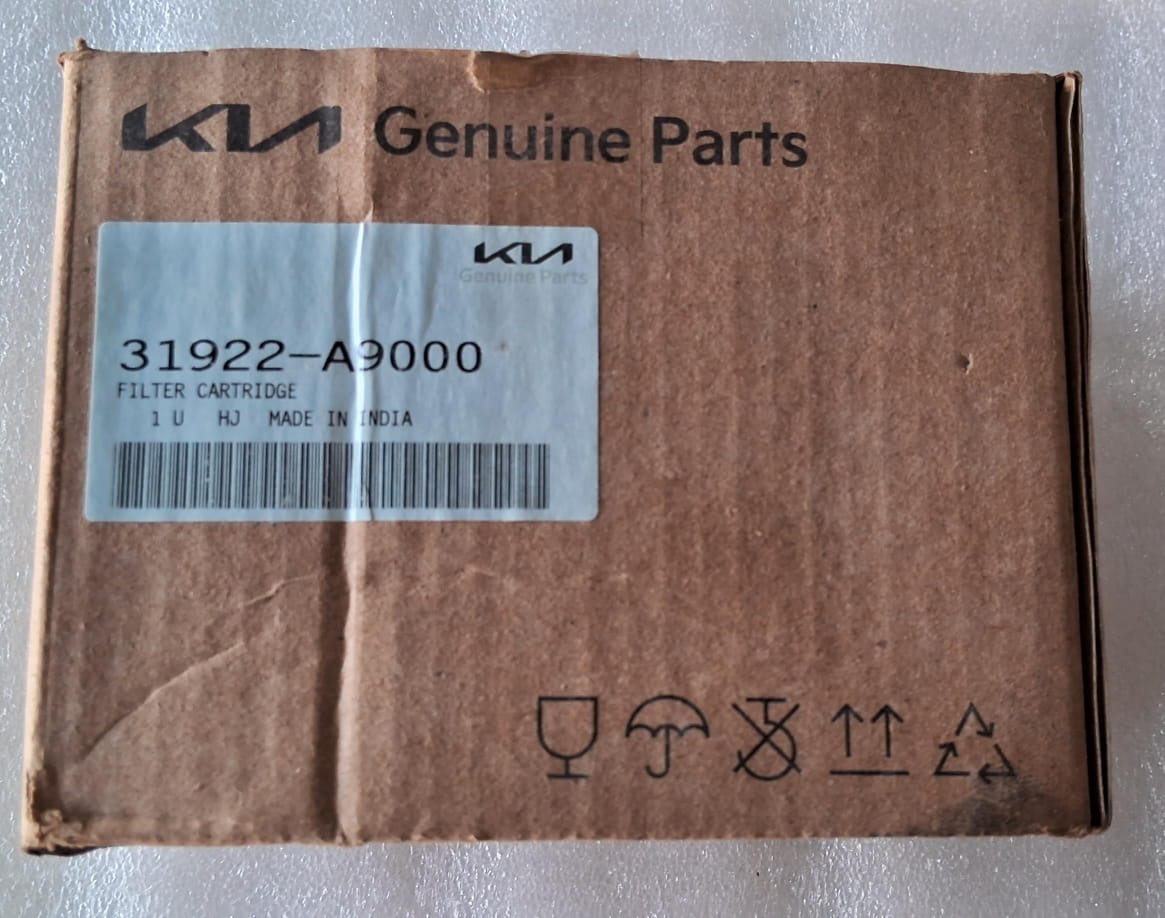 KIA Genuine Parts
KIA
Genuine Parts
31922-A9000
FILTER CARTRIDGE
1 U HJ MADE IN INDIA